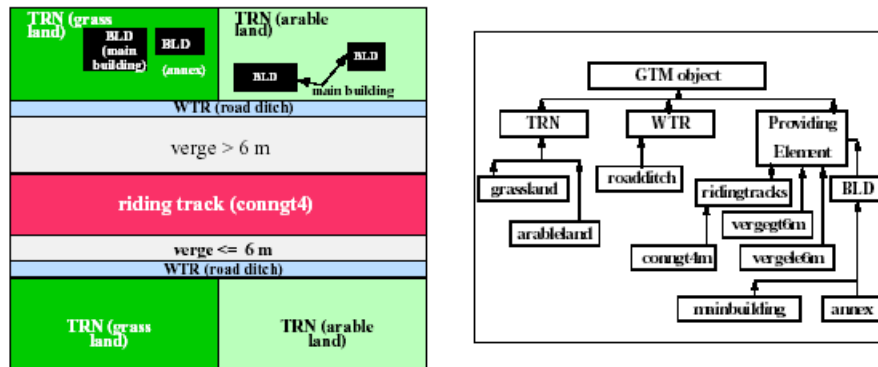 TRN (grass
land)
BLD
(main
building)
BLD
(annex)
TRN (arable
land)
BLD
BLD
main building
WTR (road ditch)
verge > 6 m
riding track (conngt4)
verge <= 6 m
WTR (road ditch)
TRN (grass
land)
TRN (arable
land)
GTM object
TRN
WTR
Providing
Element
grassland
roadditch
ridingtracks
BLD
arableland
vergegt6m
conngt4m
vergele6m
mainbuilding
annex